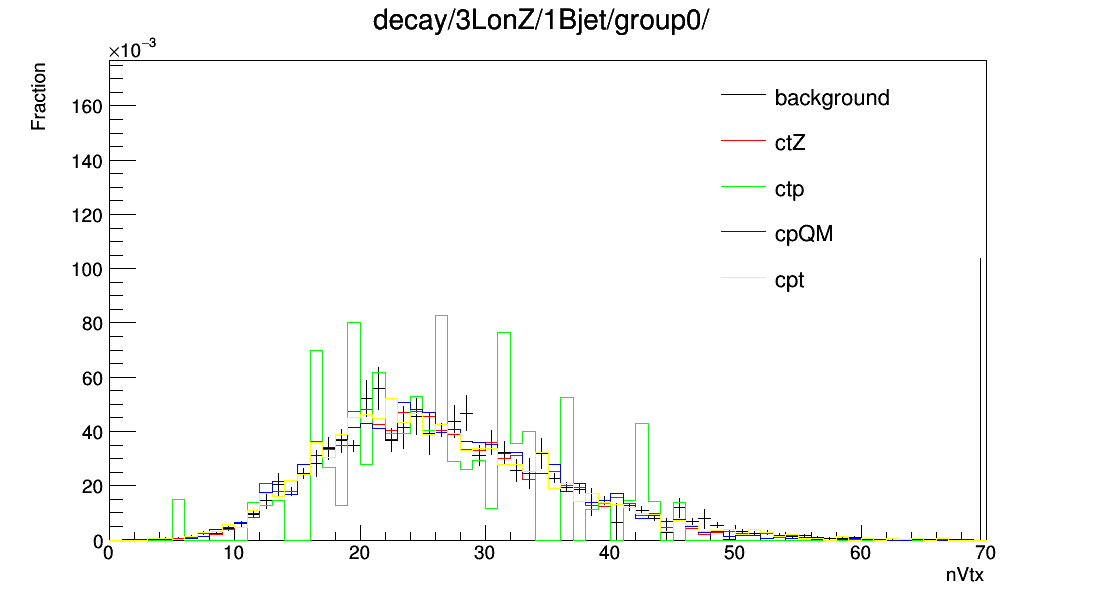 decay/3LonZ/1Bjet/group0/
×10⁻³
Fraction
160
140
120
100
80
60
40
20
0
background
ctZ
ctp
cpQM
cpt
0 10 20 30 40 50 60 70
nVtx